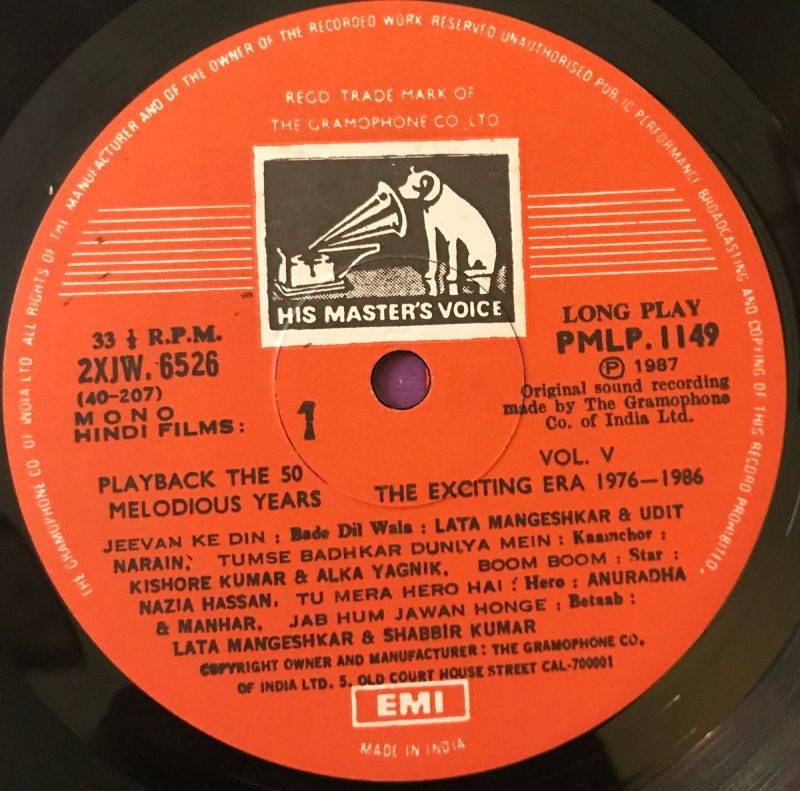 THE GRAMOPHONE CO OF INDIA LTD ALL RIGHTS OF THE MANUFACTURER AND OF THE OWNER OF THE RECORDED WORK RESERVED UNAUTHORISED PUBLIC PERFORMANCE BROADCASTING AND COPYING OF THIS RECORD PROHIBITED.
REGD TRADE MARK OF
THE GRAMOPHONE CO.,LTD
HIS MASTER'S VOICE
33 ⅓ R.P.M.
2XJW. 6526
(40-207)
MONO
HINDI FILMS:
1
LONG PLAY
PMLP. 1149
Ⓟ 1987
Original sound recording
made by The Gramophone
Co. of India Ltd.
PLAYBACK THE 50
MELODIOUS YEARS
VOL. V
THE EXCITING ERA 1976—1986
JEEVAN KE DIN : Bade Dil Wala : LATA MANGESHKAR & UDIT
NARAIN, TUMSE BADHKAR DUNIYA MEIN : Kaamchor :
KISHORE KUMAR & ALKA YAGNIK. BOOM BOOM : Star :
NAZIA HASSAN. TU MERA HERO HAI : Hero : ANURADHA
& MANHAR. JAB HUM JAWAN HONGE : Betaab :
LATA MANGESHKAR & SHABBIR KUMAR
COPYRIGHT OWNER AND MANUFACTURER : THE GRAMOPHONE CO.
OF INDIA LTD. 5, OLD COURT HOUSE STREET CAL-700001
EMI
MADE IN INDIA